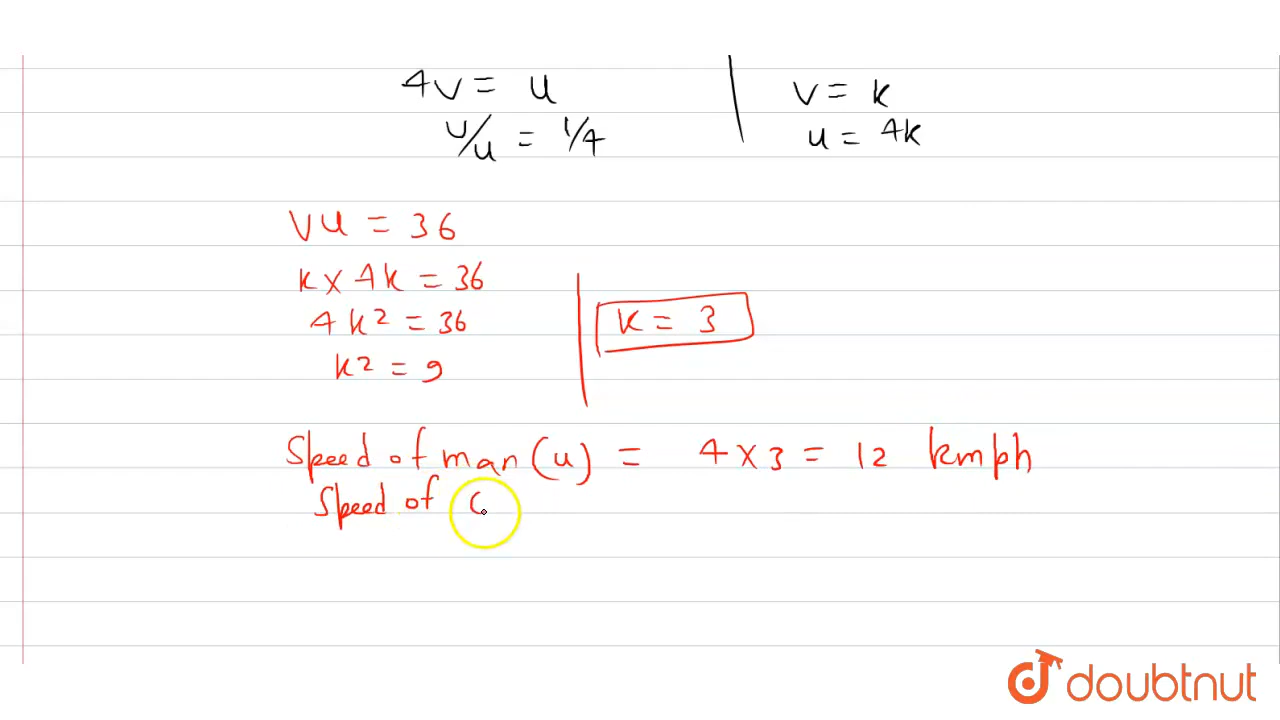 4V = u
V = k
V/u = 1/4
u = 4k
Vu = 36
k x 4k = 36
4k2 = 36
k = 3
k2 = 9
Speed of man (u) = 4 x 3 = 12 kmph
Speed of c
doubtnut